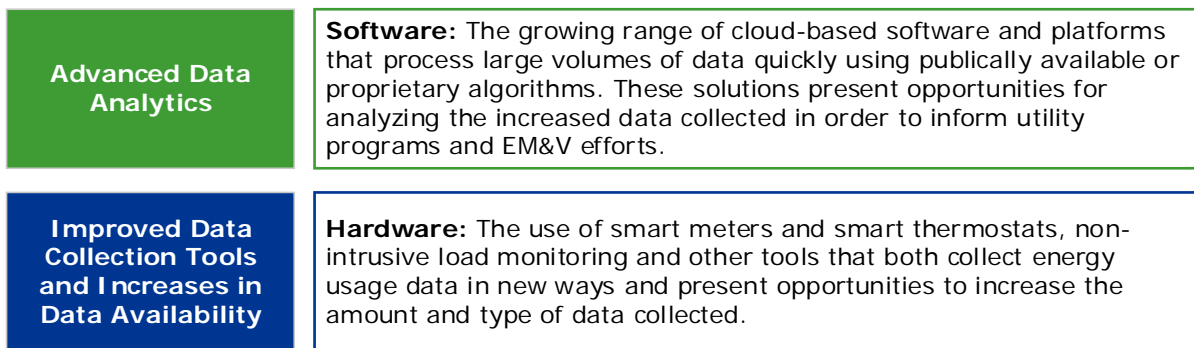 Advanced Data
Analytics
Software: The growing range of cloud-based software and platforms
that process large volumes of data quickly using publically available or
proprietary algorithms. These solutions present opportunities for
analyzing the increased data collected in order to inform utility
programs and EM&V efforts.
Improved Data
Collection Tools
and Increases in
Data Availability
Hardware: The use of smart meters and smart thermostats, non-
intrusive load monitoring and other tools that both collect energy
usage data in new ways and present opportunities to increase the
amount and type of data collected.